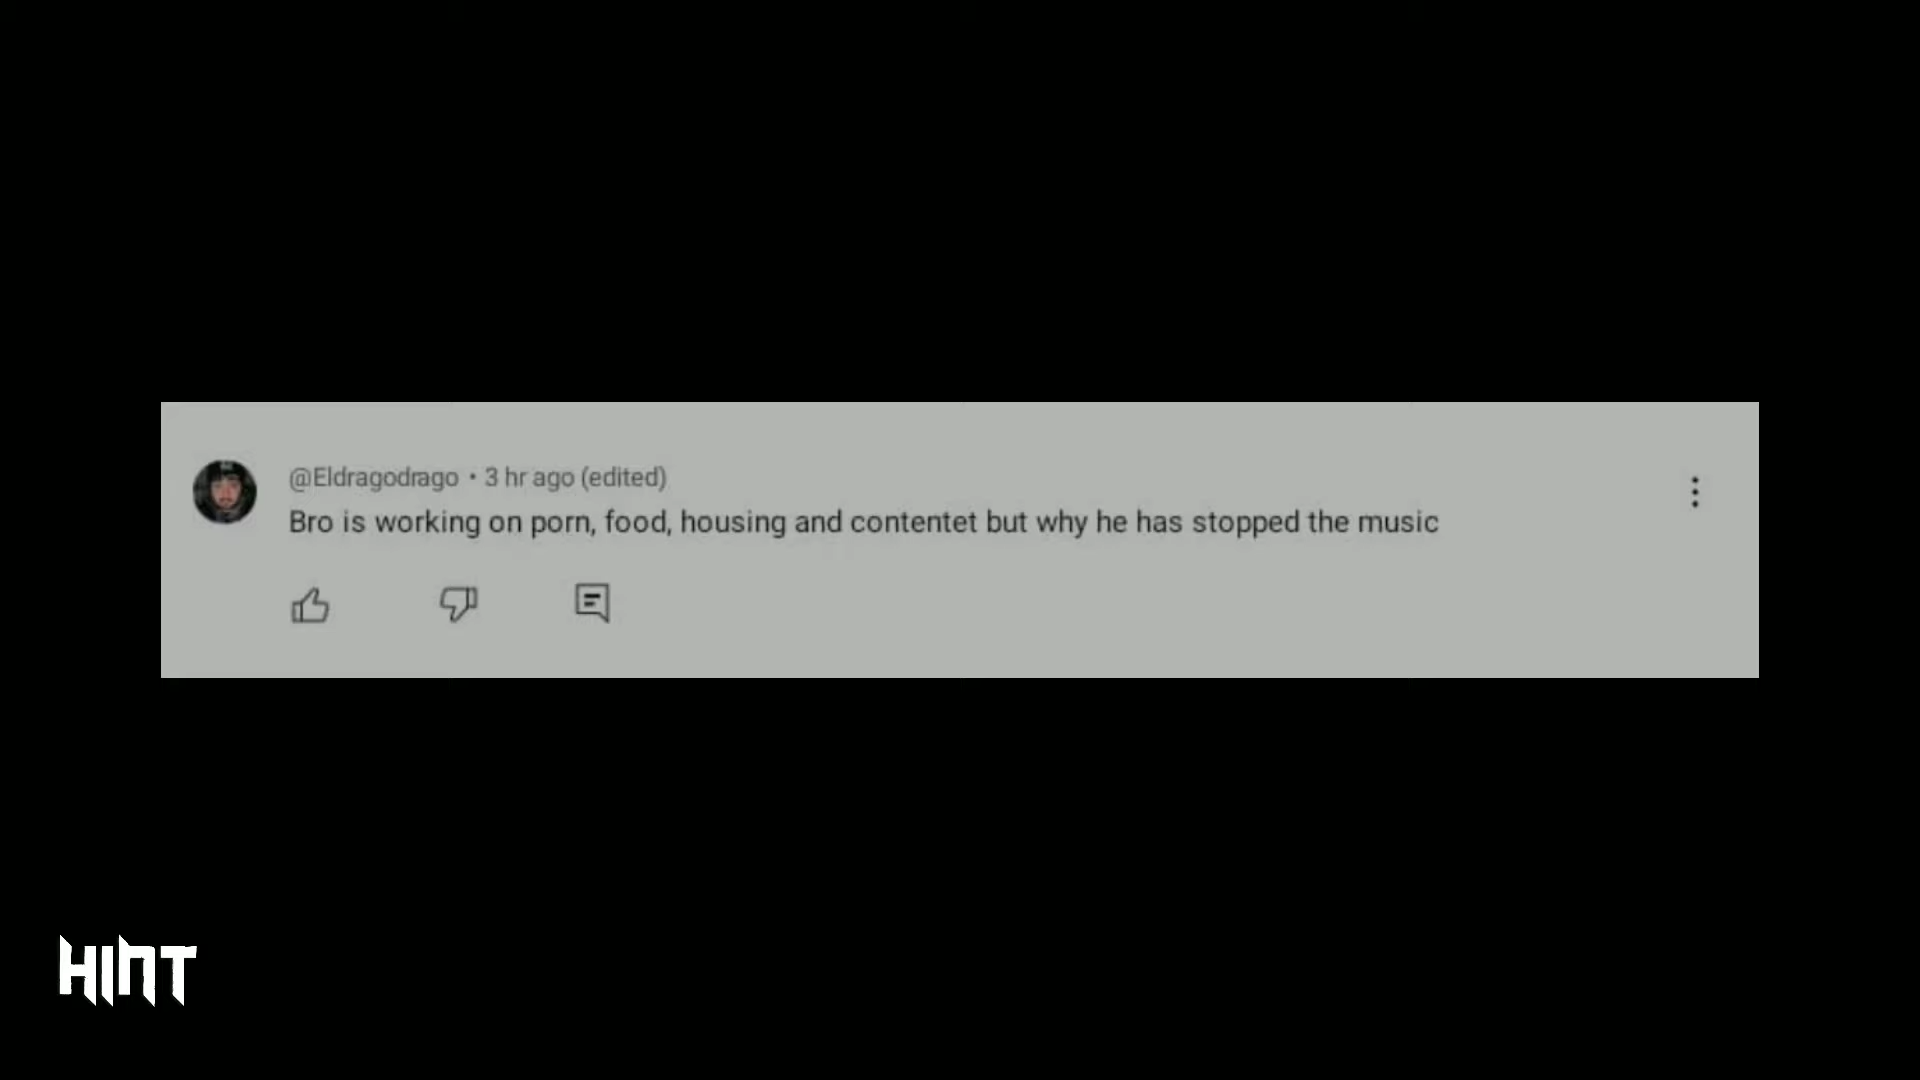 @Eldragodrago • 3 hr ago (edited)
Bro is working on porn, food, housing and contentet but why he has stopped the music
HINT